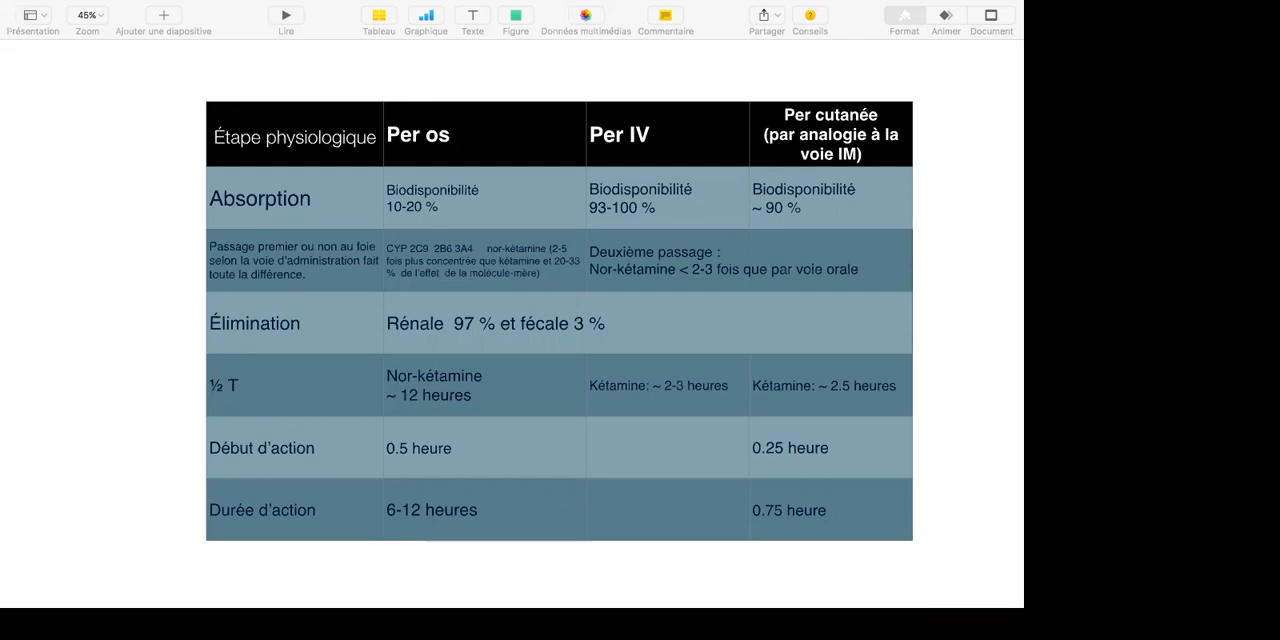 45%
Présentation
Zoom
Ajouter une diapositive
Lire
Tableau
Graphique
Texte
Figure
Données multimédias
Commentaire
Partager
Conseils
Format
Animer
Document
Étape physiologique
Per os
Per IV
Per cutanée
(par analogie à la
voie IM)
Absorption
Biodisponibilité
10-20 %
Biodisponibilité
93-100 %
Biodisponibilité
~ 90 %
Passage premier ou non au foie
selon la voie d'administration fait
toute la différence.
CYP 2C9 2B6 3A4 nor-kétamine (2-5
fois plus concentrée que kétamine et 20-33
% de l'effet de la molécule-mère)
Deuxième passage :
Nor-kétamine < 2-3 fois que par voie orale
Élimination
Rénale 97 % et fécale 3 %
½ T
Nor-kétamine
~ 12 heures
Kétamine: ~ 2-3 heures
Kétamine: ~ 2.5 heures
Début d'action
0.5 heure
0.25 heure
Durée d'action
6-12 heures
0.75 heure